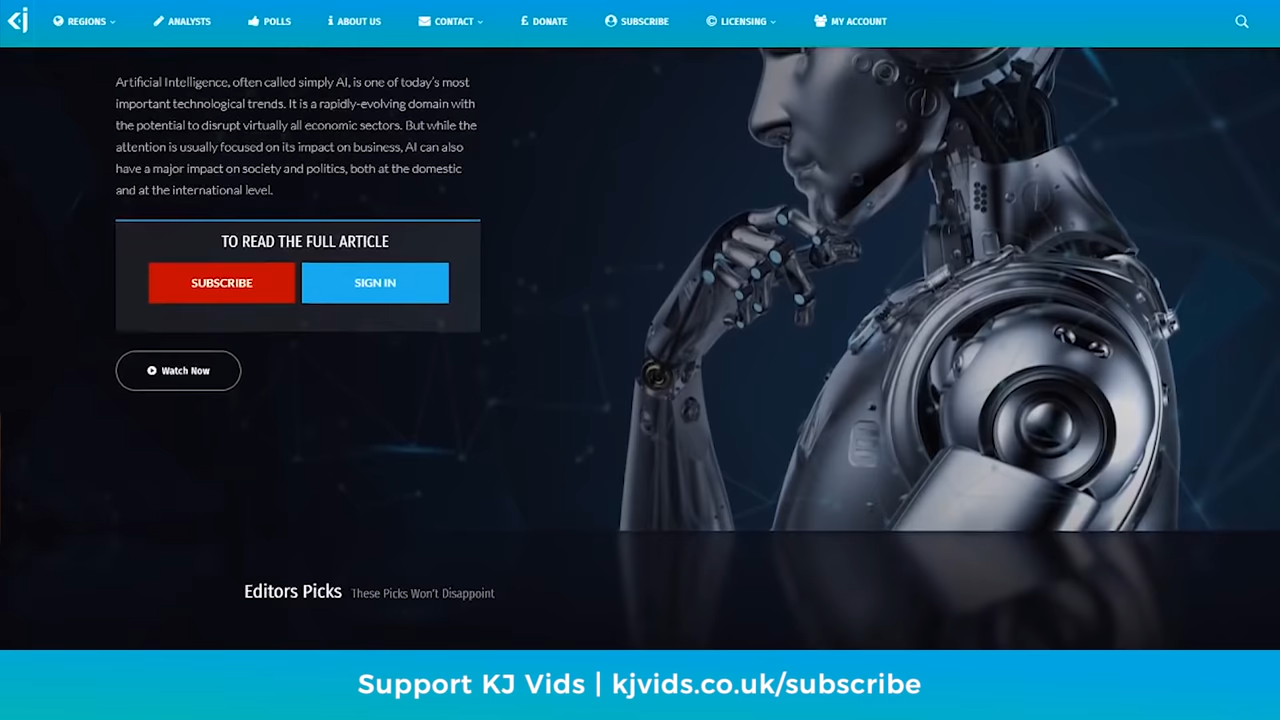 REGIONS ANALYSTS POLLS ABOUT US CONTACT £ DONATE SUBSCRIBE LICENSING MY ACCOUNT
Artificial Intelligence, often called simply AI, is one of today's most
important technological trends. It is a rapidly-evolving domain with
the potential to disrupt virtually all economic sectors. But while the
attention is usually focused on its impact on business, AI can also
have a major impact on society and politics, both at the domestic
and at the international level.
TO READ THE FULL ARTICLE
SUBSCRIBE SIGN IN
Watch Now
Editors Picks These Picks Won't Disappoint
Support KJ Vids | kjvids.co.uk/subscribe